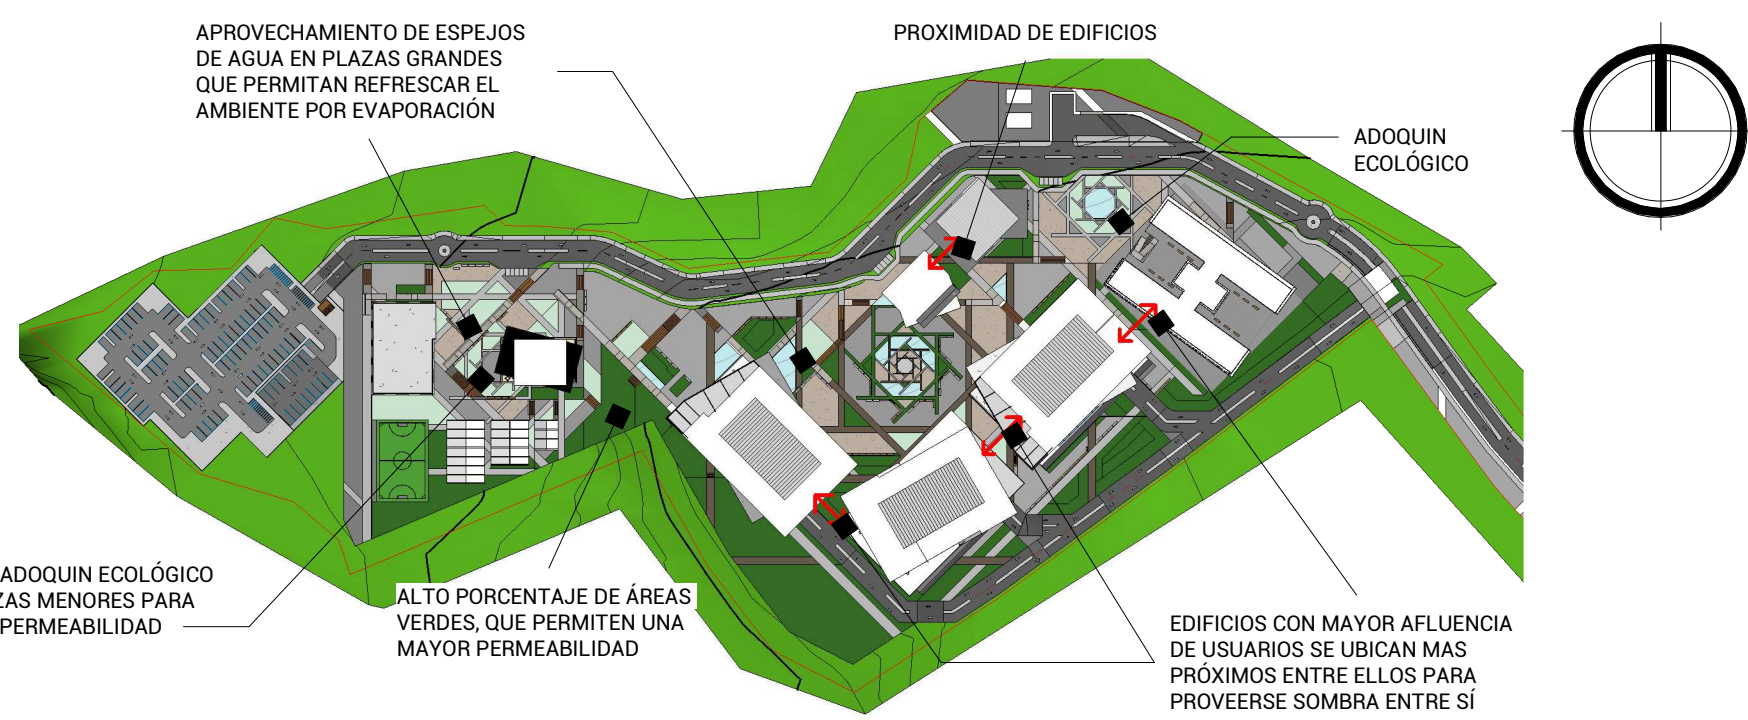 APROVECHAMIENTO DE ESPEJOS
DE AGUA EN PLAZAS GRANDES
QUE PERMITAN REFRESCAR EL
AMBIENTE POR EVAPORACIÓN
PROXIMIDAD DE EDIFICIOS
ADOQUIN
ECOLÓGICO
ADOQUIN ECOLÓGICO
ZAS MENORES PARA
PERMEABILIDAD
ALTO PORCENTAJE DE ÁREAS
VERDES, QUE PERMITEN UNA
MAYOR PERMEABILIDAD
EDIFICIOS CON MAYOR AFLUENCIA
DE USUARIOS SE UBICAN MAS
PRÓXIMOS ENTRE ELLOS PARA
PROVEERSE SOMBRA ENTRE SÍ